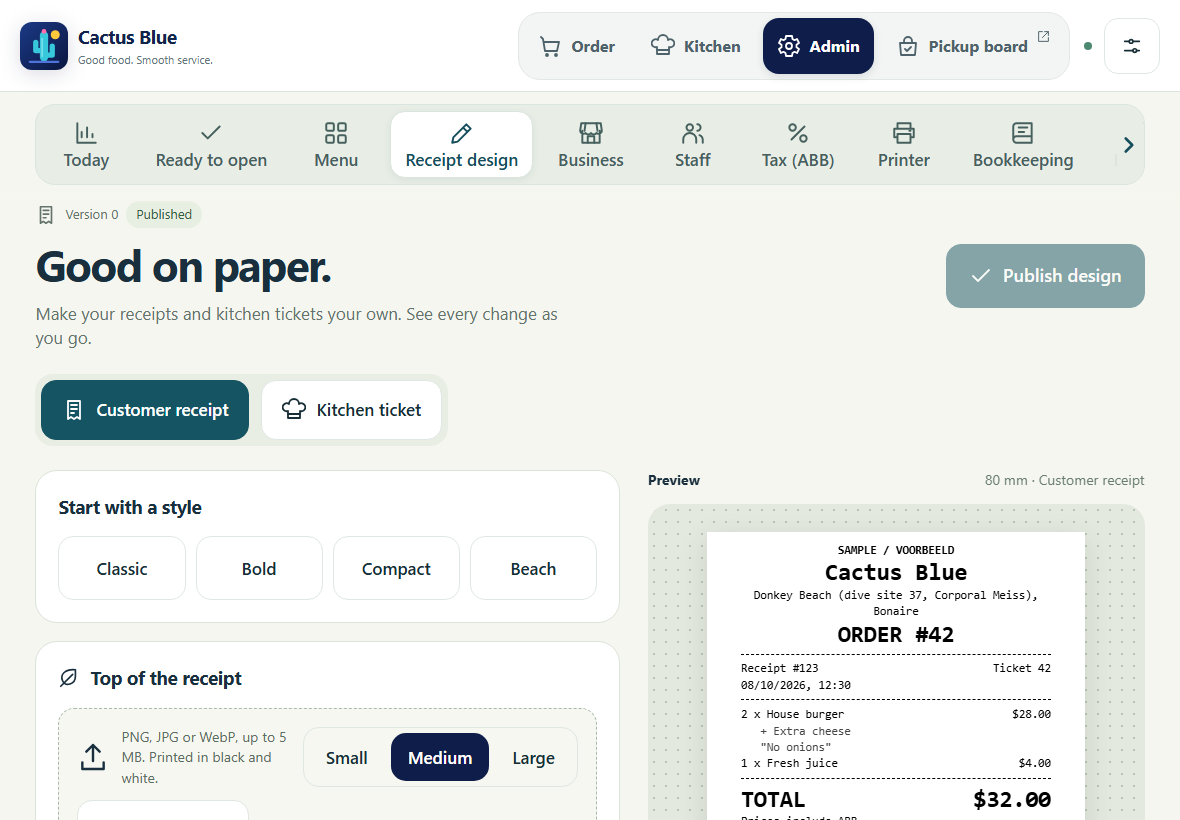 Cactus Blue
Good food. Smooth service.
Order
Kitchen
Admin
Pickup board
Today
Ready to open
Menu
Receipt design
Business
Staff
Tax (ABB)
Printer
Bookkeeping
Version 0
Published
Good on paper.
Publish design
Make your receipts and kitchen tickets your own. See every change as
you go.
Customer receipt
Kitchen ticket
Start with a style
Classic
Bold
Compact
Beach
Top of the receipt
PNG, JPG or WebP, up to 5
MB. Printed in black and
white.
Small
Medium
Large
Preview
80 mm · Customer receipt
SAMPLE / VOORBEELD
Cactus Blue
Donkey Beach (dive site 37, Corporal Meiss),
Bonaire
ORDER #42
Receipt #123 Ticket 42
08/10/2026, 12:30
2 x House burger $28.00
+ Extra cheese
"No onions"
1 x Fresh juice $4.00
TOTAL $32.00
Prices include ABB